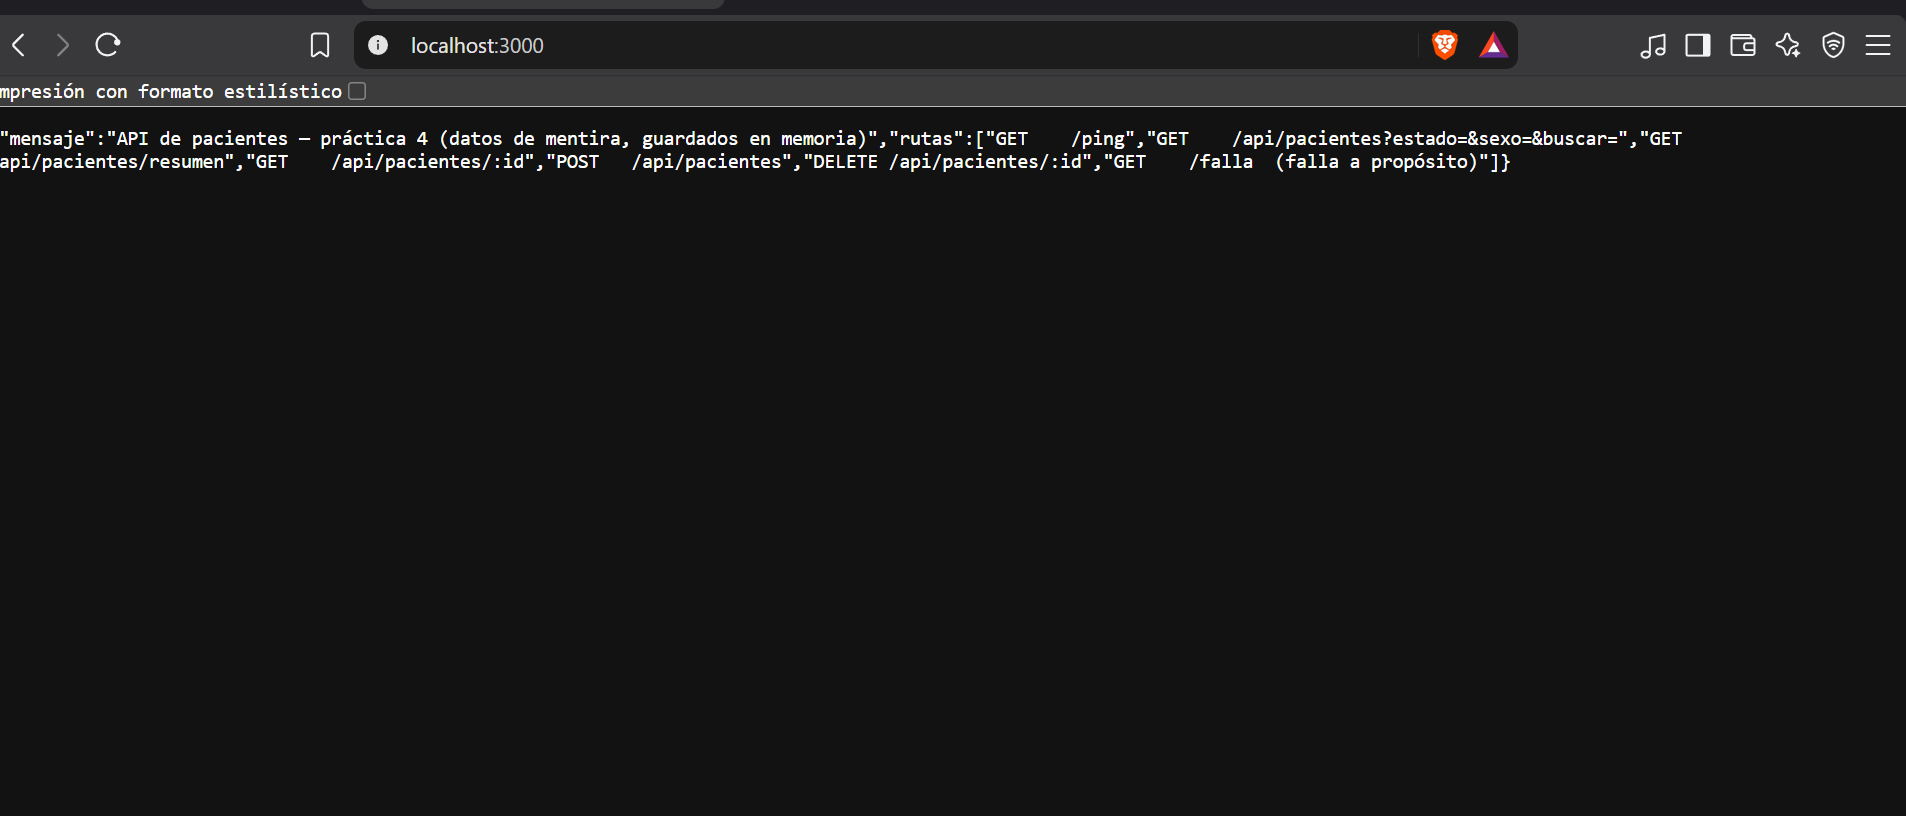 localhost:3000
mpresión con formato estilístico
"mensaje":"API de pacientes — práctica 4 (datos de mentira, guardados en memoria)","rutas":["GET    /ping","GET    /api/pacientes?estado=&sexo=&buscar=","GET
api/pacientes/resumen","GET    /api/pacientes/:id","POST   /api/pacientes","DELETE /api/pacientes/:id","GET    /falla  (falla a propósito)"]}